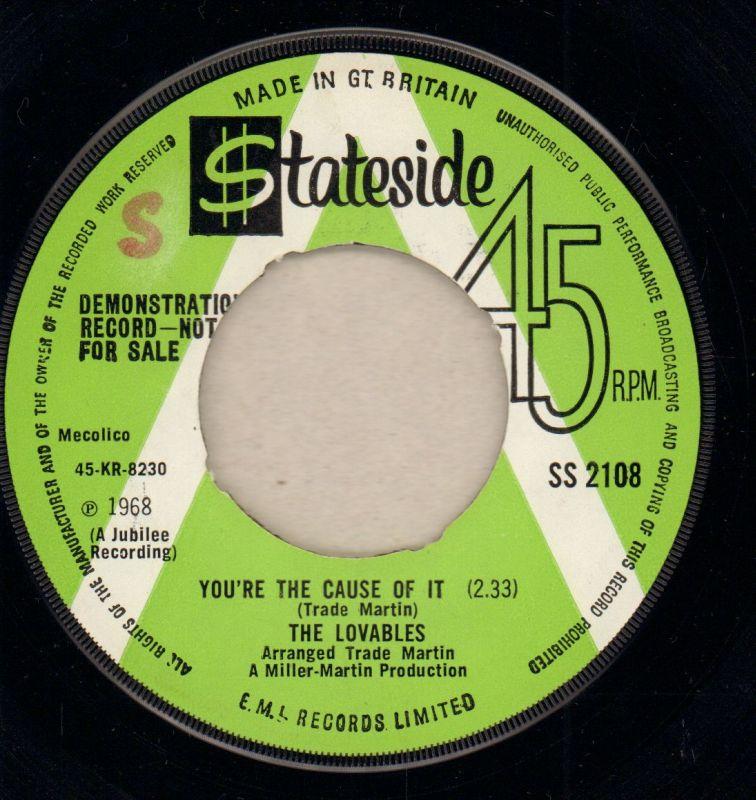 MADE IN GT. BRITAIN
UNAUTHORISED PUBLIC PERFORMANCE BROADCASTING AND COPYING OF THIS RECORD PROHIBITED
ALL RIGHTS OF THE MANUFACTURER AND OF THE OWNER OF THE RECORDED WORK RESERVED
$tateside
S
45 R.P.M.
DEMONSTRATIO
RECORD—NOT
FOR SALE
Mecolico
45-KR-8230
℗ 1968
(A Jubilee
Recording)
SS 2108
YOU'RE THE CAUSE OF IT (2.33)
(Trade Martin)
THE LOVABLES
Arranged Trade Martin
A Miller-Martin Production
E.M.I. RECORDS LIMITED